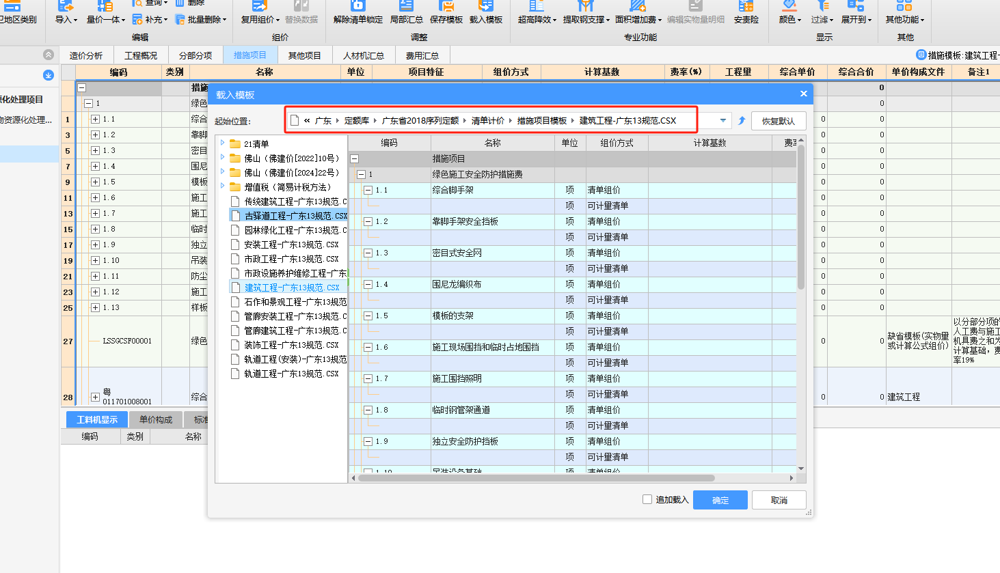 卫地区类别 导入 量价一体 查询 删除 补充 批量删除 复用组价 替换数据 解除清单锁定 局部汇总 保存模板 载入模板 超高降效 提取钢支撑 面积增加费 编辑实物量明细 安责险 颜色 过滤 展开到 其他功能
编辑 组价 调整 专业功能 显示 其他
造价分析 工程概况 分部分项 措施项目 其他项目 人材机汇总 费用汇总 措施模板:建筑工程-
编码 类别 名称 单位 项目特征 组价方式 计算基数 费率(%) 工程量 综合单价 综合合价 单价构成文件 备注1
源化处理项目
物资源化处理...
措施 0
1 绿色 0
1 1.1 综合 0 0
3 1.2 靠脚 0 0
5 1.3 密目 0 0
7 1.4 围尼 0 0
9 1.5 模板 0 0
11 1.6 施工 0 0
13 1.7 施工 0 0
15 1.8 临时 0 0
17 1.9 独立 0 0
19 1.10 吊装 0 0
21 1.11 防尘 0 0
23 1.12 施工 0 0
25 1.13 样板 0 0
27 LSSGCSF00001 绿色 0 0 缺省模板(实物量或计算公式组价) 以分部分项的人工费与施工机具费之和为计算基础，费率19%
28 粤011701008001 综合 0 0 建筑工程
工料机显示 单价构成 标准
编码 类别 名称
载入模板
起始位置： « 广东 定额库 广东省2018序列定额 清单计价 措施项目模板 建筑工程-广东13规范.CSX 恢复默认
21清单
佛山（佛建价[2022]10号）
佛山（佛建价[2024]22号）
增值税（简易计税方法）
传统建筑工程-广东13规范.C
古驿道工程-广东13规范.CSX
园林绿化工程-广东13规范.C
安装工程-广东13规范.CSX
市政工程-广东13规范.CSX
市政设施养护维修工程-广东
建筑工程-广东13规范.CSX
石作和景观工程-广东13规范
管廊安装工程-广东13规范.C
管廊建筑工程-广东13规范.C
装饰工程-广东13规范.CSX
轨道工程(安装)-广东13规范
轨道工程-广东13规范.CSX
编码 名称 单位 组价方式 计算基数 费率
措施项目
1 绿色施工安全防护措施费
1.1 综合脚手架 项 清单组价
项 可计量清单
1.2 靠脚手架安全挡板 项 清单组价
项 可计量清单
1.3 密目式安全网 项 清单组价
项 可计量清单
1.4 围尼龙编织布 项 清单组价
项 可计量清单
1.5 模板的支架 项 清单组价
项 可计量清单
1.6 施工现场围挡和临时占地围挡 项 清单组价
项 可计量清单
1.7 施工围挡照明 项 清单组价
项 可计量清单
1.8 临时钢管架通道 项 清单组价
项 可计量清单
1.9 独立安全防护挡板 项 清单组价
项 可计量清单
1.10 吊装设备基础 项 清单组价
追加载入 确定 取消